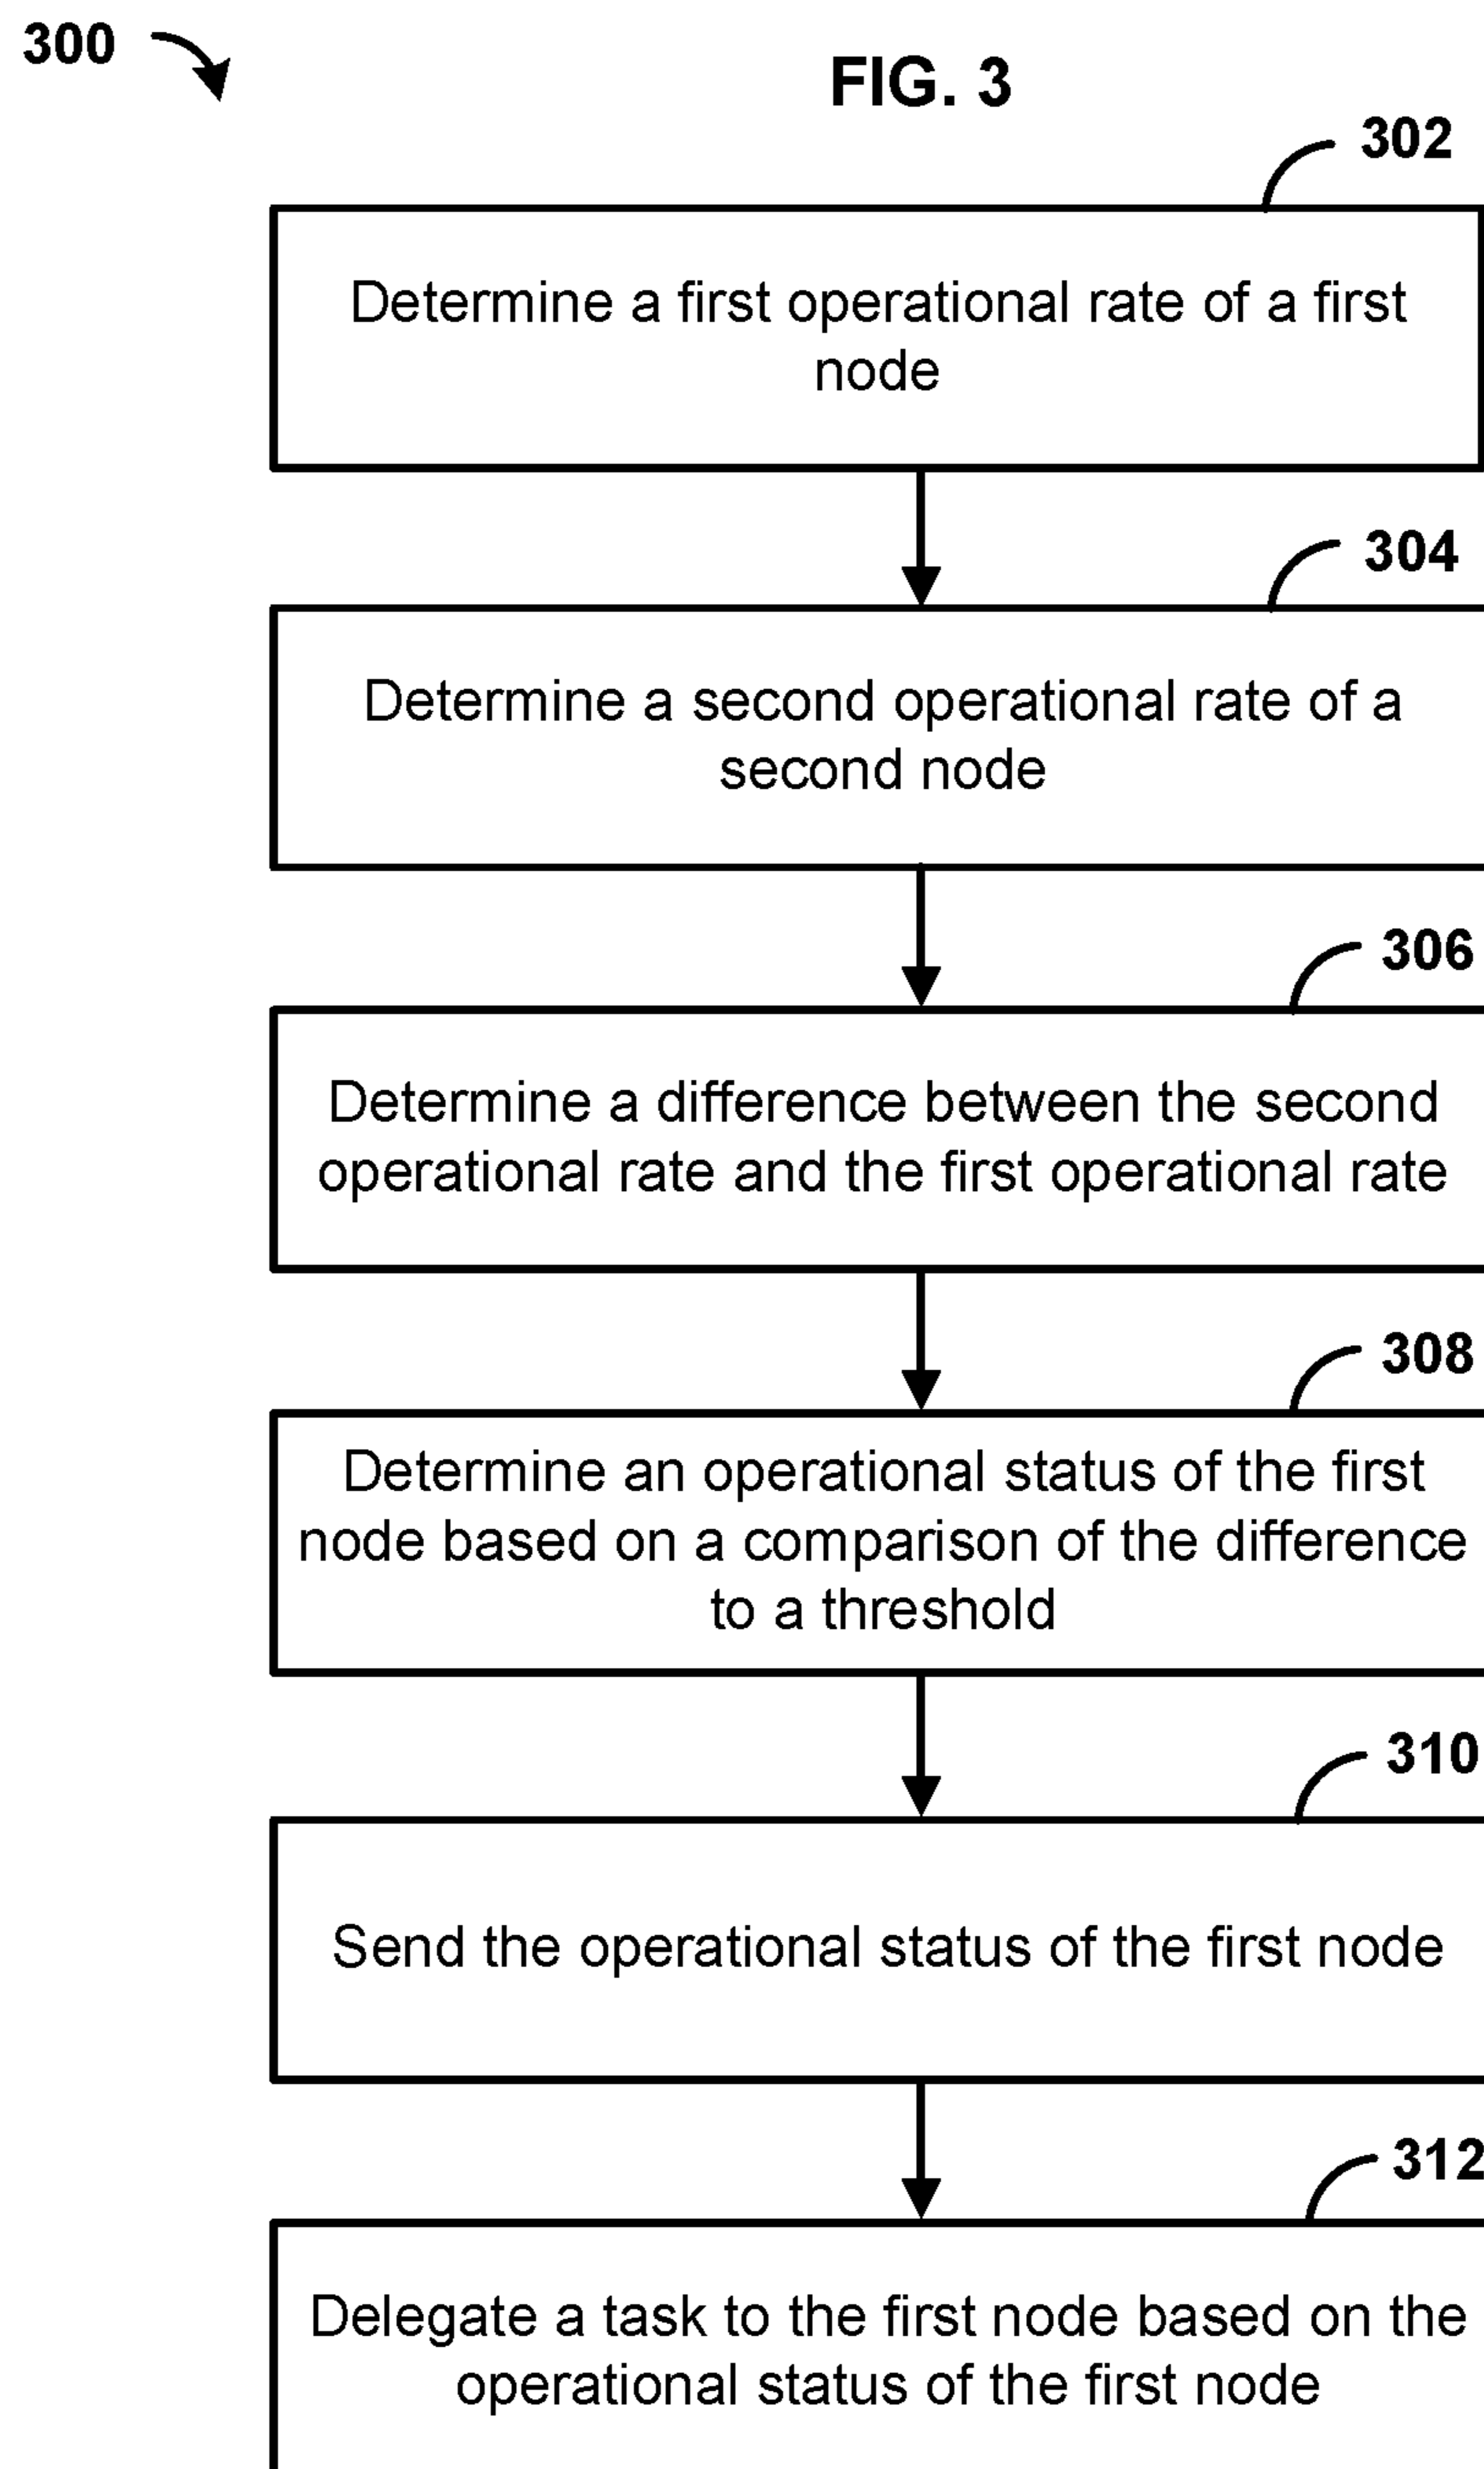 300
FIG. 3
302
Determine a first operational rate of a first
node
304
Determine a second operational rate of a
second node
306
Determine a difference between the second
operational rate and the first operational rate
308
Determine an operational status of the first
node based on a comparison of the difference
to a threshold
310
Send the operational status of the first node
312
Delegate a task to the first node based on the
operational status of the first node